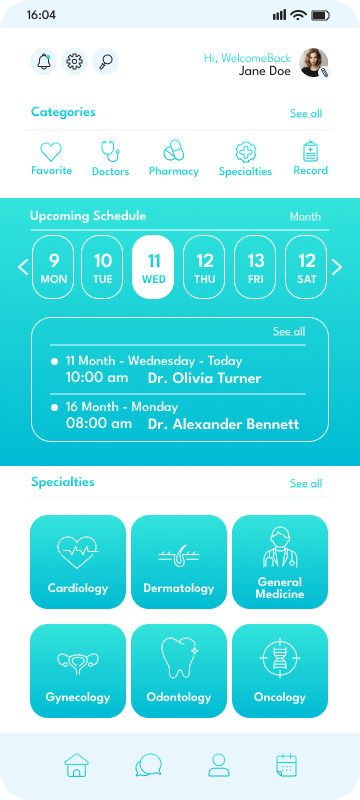 16:04
Hi, WelcomeBack
Jane Doe
Categories
See all
Favorite
Doctors
Pharmacy
Specialties
Record
Upcoming Schedule
Month
9
MON
10
TUE
11
WED
12
THU
13
FRI
12
SAT
See all
11 Month - Wednesday - Today
10:00 am Dr. Olivia Turner
16 Month - Monday
08:00 am Dr. Alexander Bennett
Specialties
See all
Cardiology
Dermatology
General
Medicine
Gynecology
Odontology
Oncology